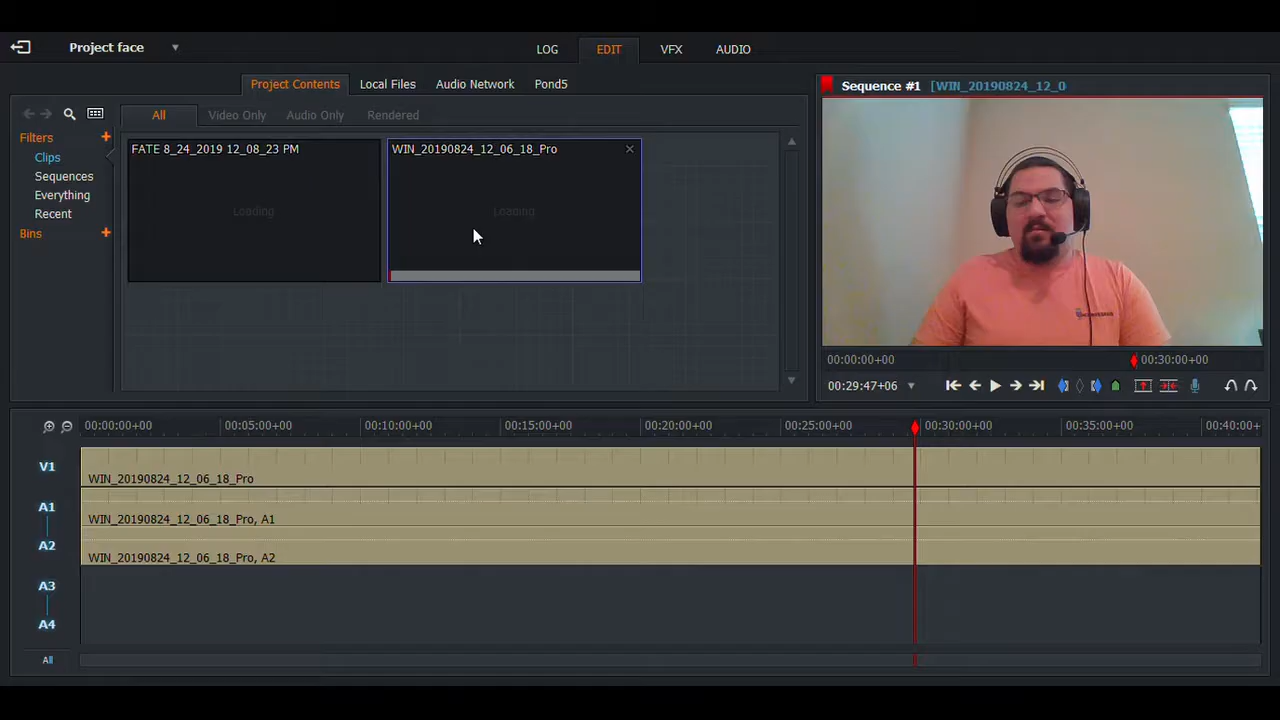 Project face
LOG EDIT VFX AUDIO
Project Contents Local Files Audio Network Pond5
Sequence #1 [WIN_20190824_12_0
All Video Only Audio Only Rendered
Filters +
Clips
Sequences
Everything
Recent
Bins +
FATE 8_24_2019 12_08_23 PM
Loading
WIN_20190824_12_06_18_Pro
Loading
00:00:00+00 00:30:00+00
00:29:47+06
00:00:00+00 00:05:00+00 00:10:00+00 00:15:00+00 00:20:00+00 00:25:00+00 00:30:00+00 00:35:00+00 00:40:00+
V1 WIN_20190824_12_06_18_Pro
A1 WIN_20190824_12_06_18_Pro, A1
A2 WIN_20190824_12_06_18_Pro, A2
A3
A4
All